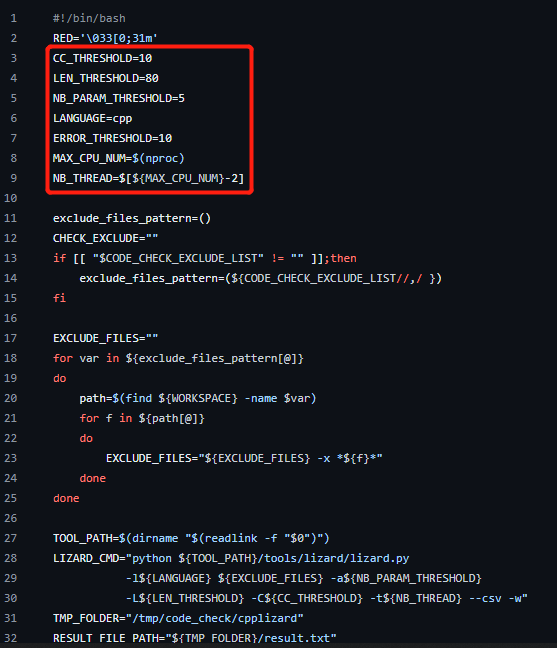 1 #!/bin/bash
2 RED='\033[0;31m'
3 CC_THRESHOLD=10
4 LEN_THRESHOLD=80
5 NB_PARAM_THRESHOLD=5
6 LANGUAGE=cpp
7 ERROR_THRESHOLD=10
8 MAX_CPU_NUM=$(nproc)
9 NB_THREAD=$[${MAX_CPU_NUM}-2]
10
11 exclude_files_pattern=()
12 CHECK_EXCLUDE=""
13 if [[ "$CODE_CHECK_EXCLUDE_LIST" != "" ]];then
14     exclude_files_pattern=(${CODE_CHECK_EXCLUDE_LIST//,/ })
15 fi
16
17 EXCLUDE_FILES=""
18 for var in ${exclude_files_pattern[@]}
19 do
20     path=$(find ${WORKSPACE} -name $var)
21     for f in ${path[@]}
22     do
23         EXCLUDE_FILES="${EXCLUDE_FILES} -x *${f}*"
24     done
25 done
26
27 TOOL_PATH=$(dirname "$(readlink -f "$0")")
28 LIZARD_CMD="python ${TOOL_PATH}/tools/lizard/lizard.py
29            -l${LANGUAGE} ${EXCLUDE_FILES} -a${NB_PARAM_THRESHOLD}
30            -L${LEN_THRESHOLD} -C${CC_THRESHOLD} -t${NB_THREAD} --csv -w"
31 TMP_FOLDER="/tmp/code_check/cpplizard"
32 RESULT_FILE_PATH="${TMP_FOLDER}/result.txt"